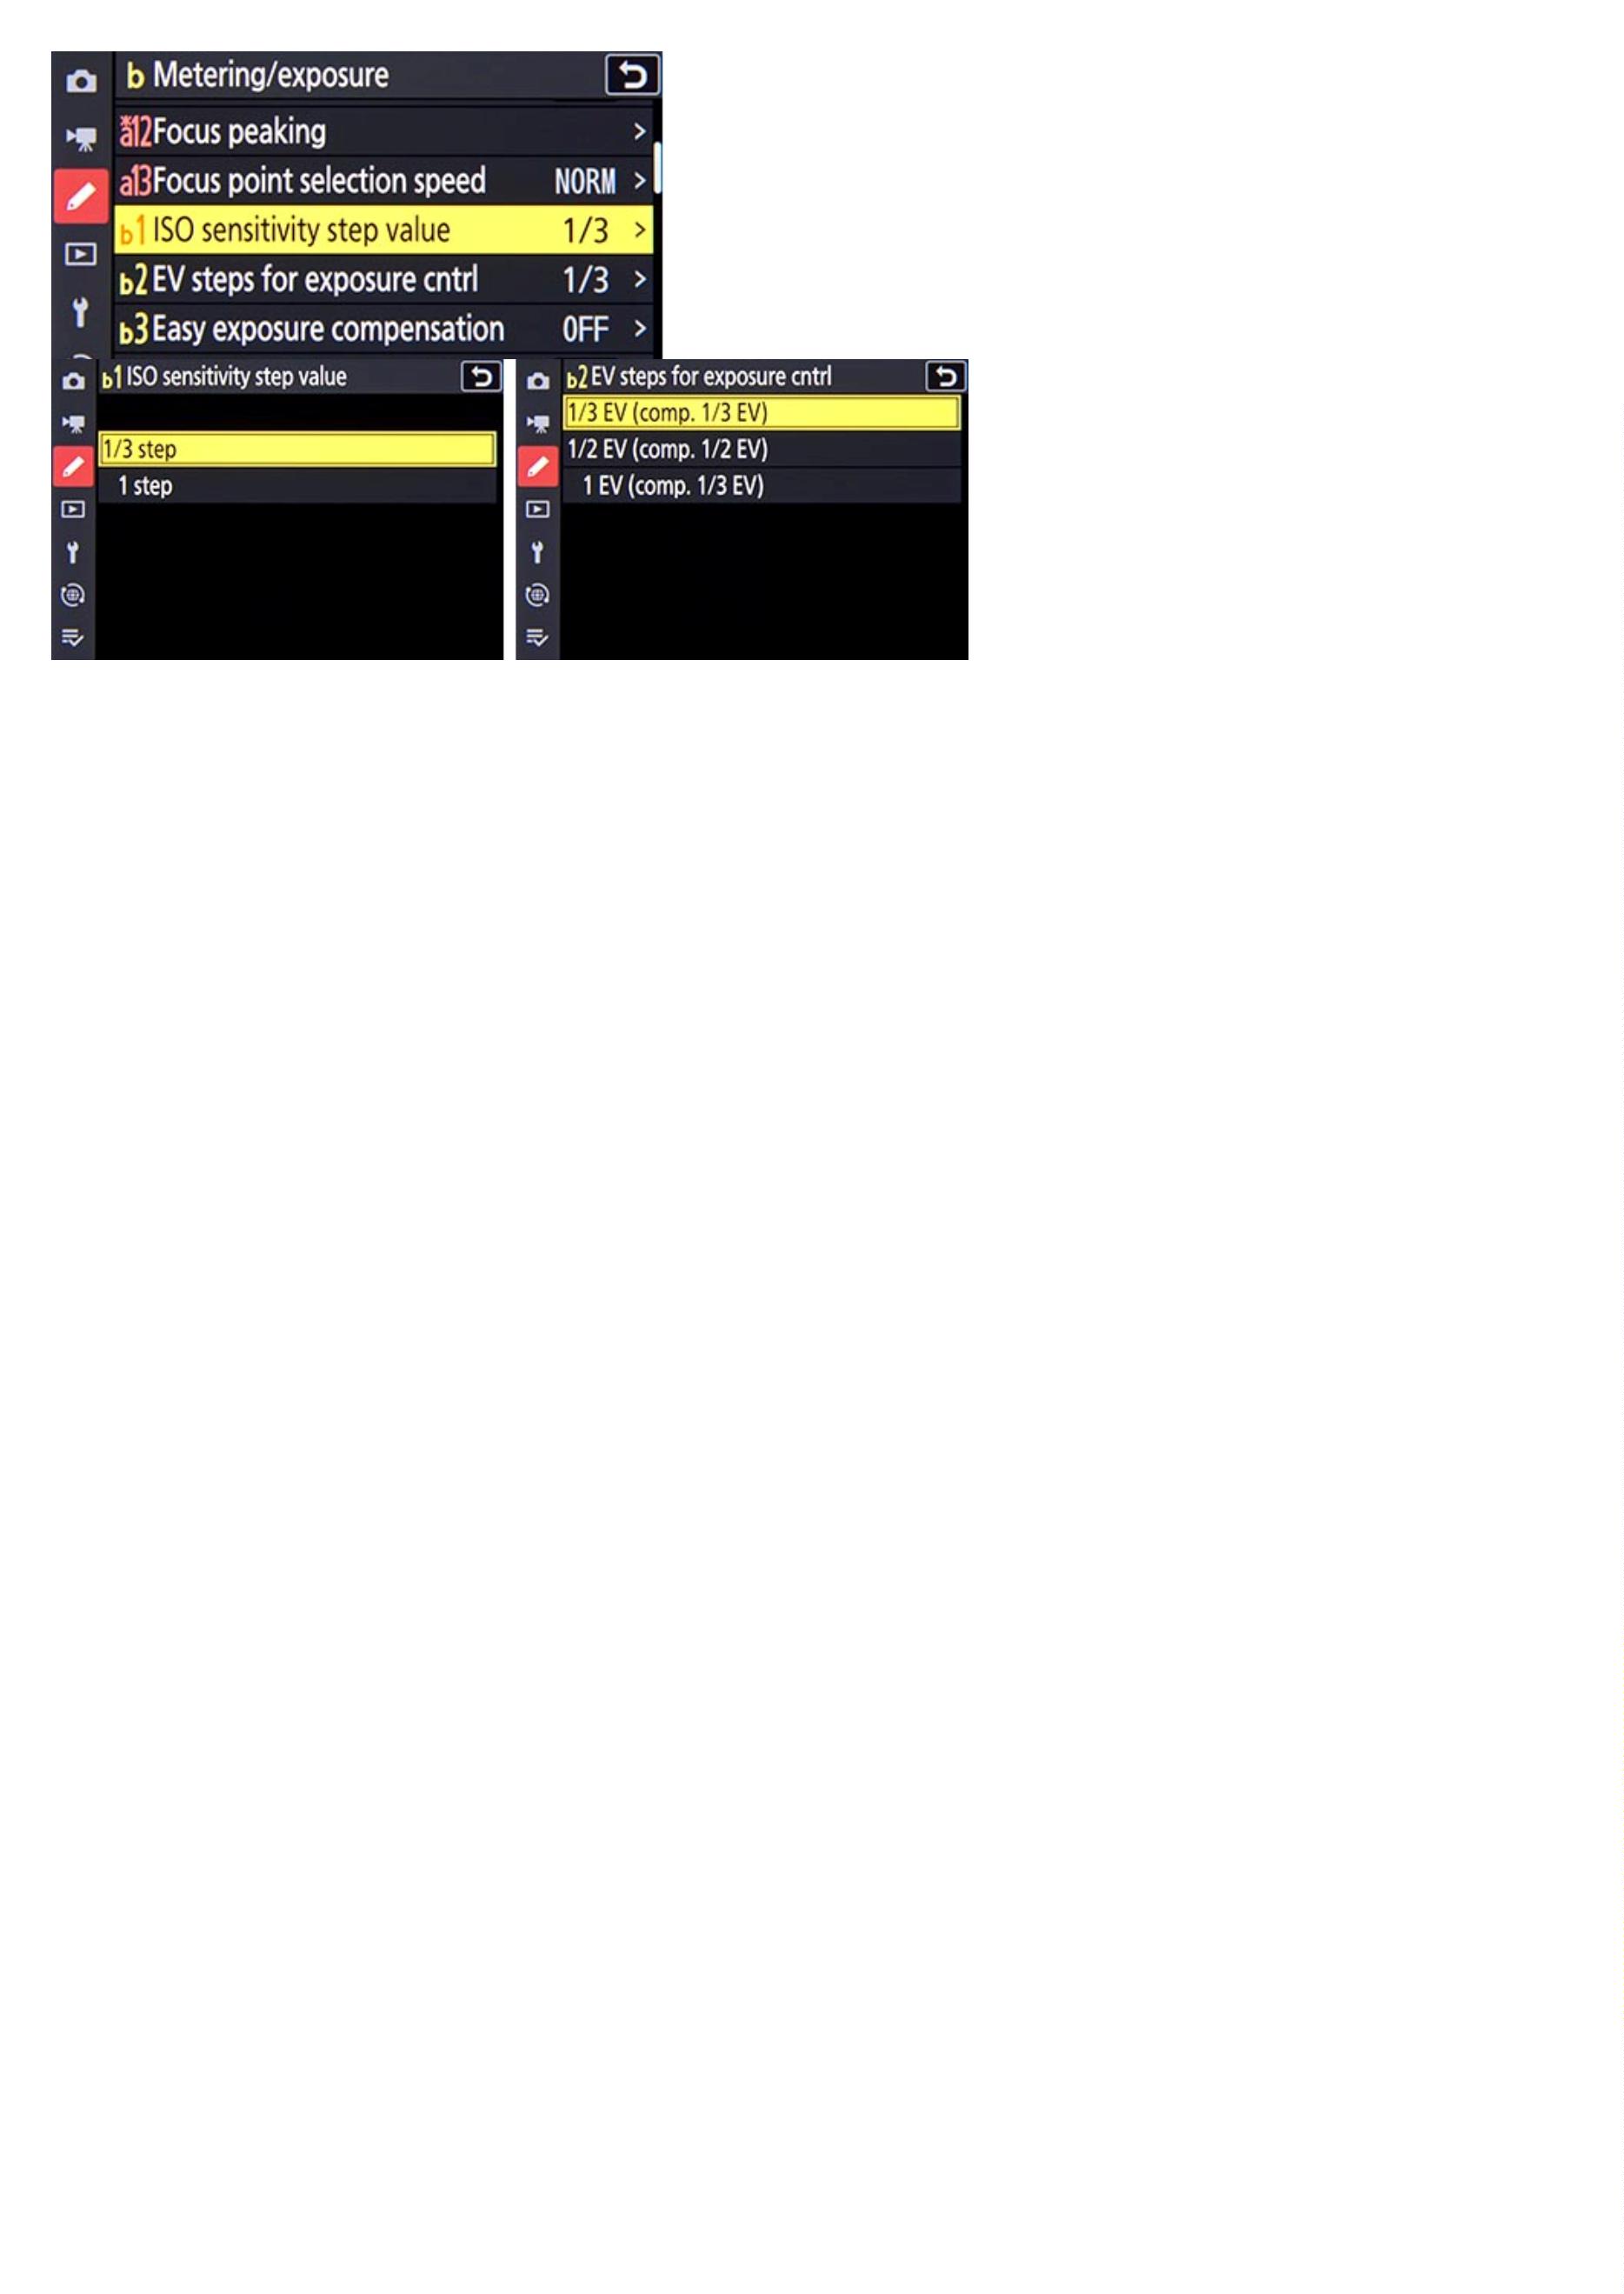 b Metering/exposure
a12 Focus peaking >
a13 Focus point selection speed NORM >
b1 ISO sensitivity step value 1/3 >
b2 EV steps for exposure cntrl 1/3 >
b3 Easy exposure compensation OFF >
b1 ISO sensitivity step value
1/3 step
1 step
b2 EV steps for exposure cntrl
1/3 EV (comp. 1/3 EV)
1/2 EV (comp. 1/2 EV)
1 EV (comp. 1/3 EV)